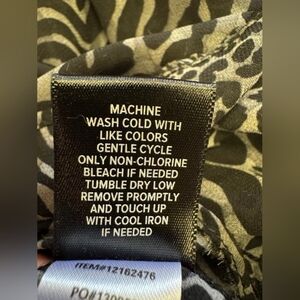 MACHINE
WASH COLD WITH
LIKE COLORS
GENTLE CYCLE
ONLY NON-CHLORINE
BLEACH IF NEEDED
TUMBLE DRY LOW
REMOVE PROMPTLY
AND TOUCH UP
WITH COOL IRON
IF NEEDED
ITEM#12162476